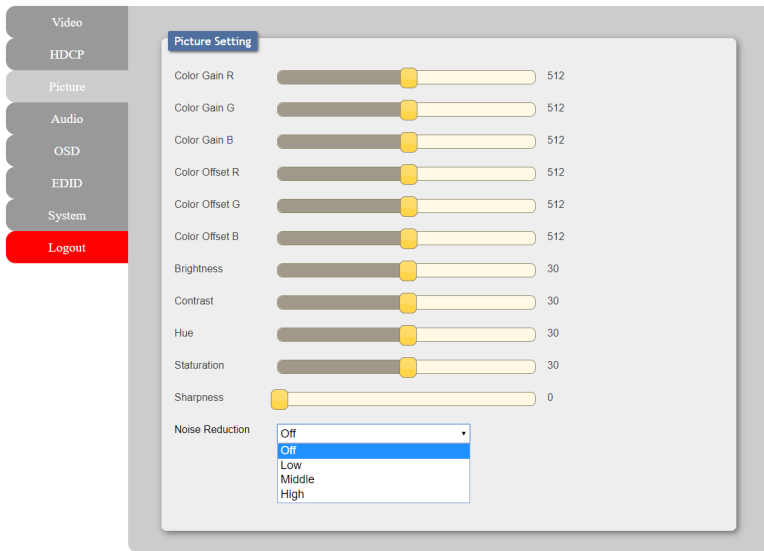 Video
HDCP
Picture
Audio
OSD
EDID
System
Logout
Picture Setting
Color Gain R 512
Color Gain G 512
Color Gain B 512
Color Offset R 512
Color Offset G 512
Color Offset B 512
Brightness 30
Contrast 30
Hue 30
Staturation 30
Sharpness 0
Noise Reduction Off
Off
Low
Middle
High